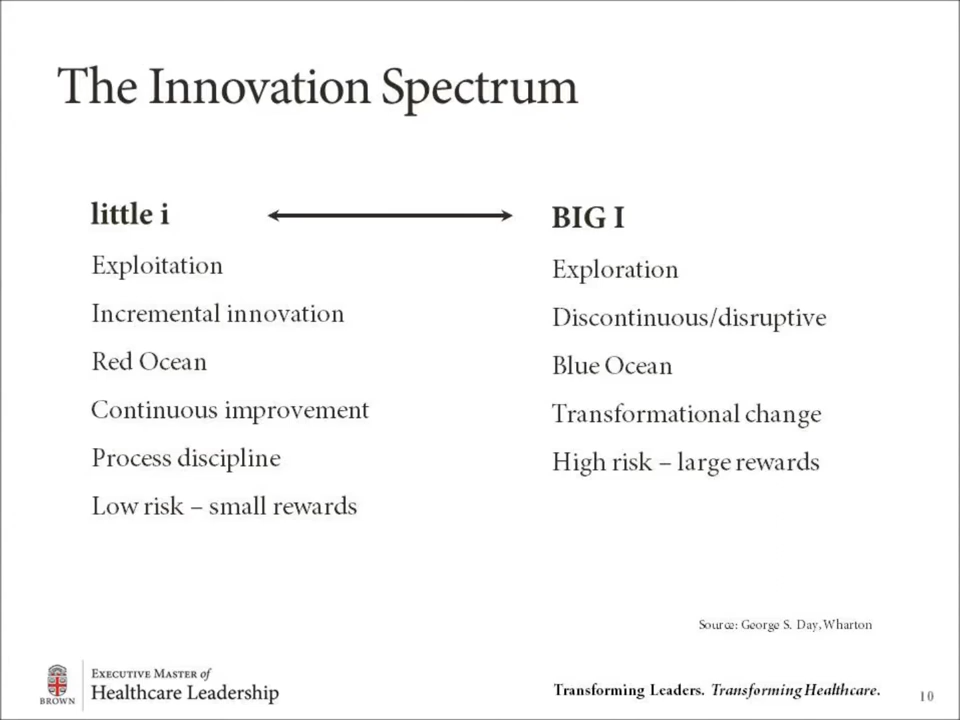 The Innovation Spectrum
little i
Exploitation
Incremental innovation
Red Ocean
Continuous improvement
Process discipline
Low risk – small rewards
BIG I
Exploration
Discontinuous/disruptive
Blue Ocean
Transformational change
High risk – large rewards
Source: George S. Day, Wharton
BROWN
Executive Master of
Healthcare Leadership
Transforming Leaders. Transforming Healthcare.
10